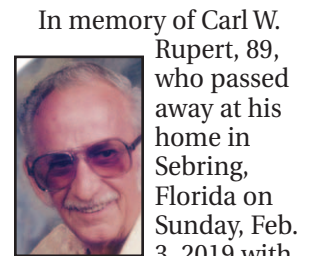 In memory of Carl W.
Rupert, 89,
who passed
away at his
home in
Sebring,
Florida on
Sunday, Feb.
3, 2019 with